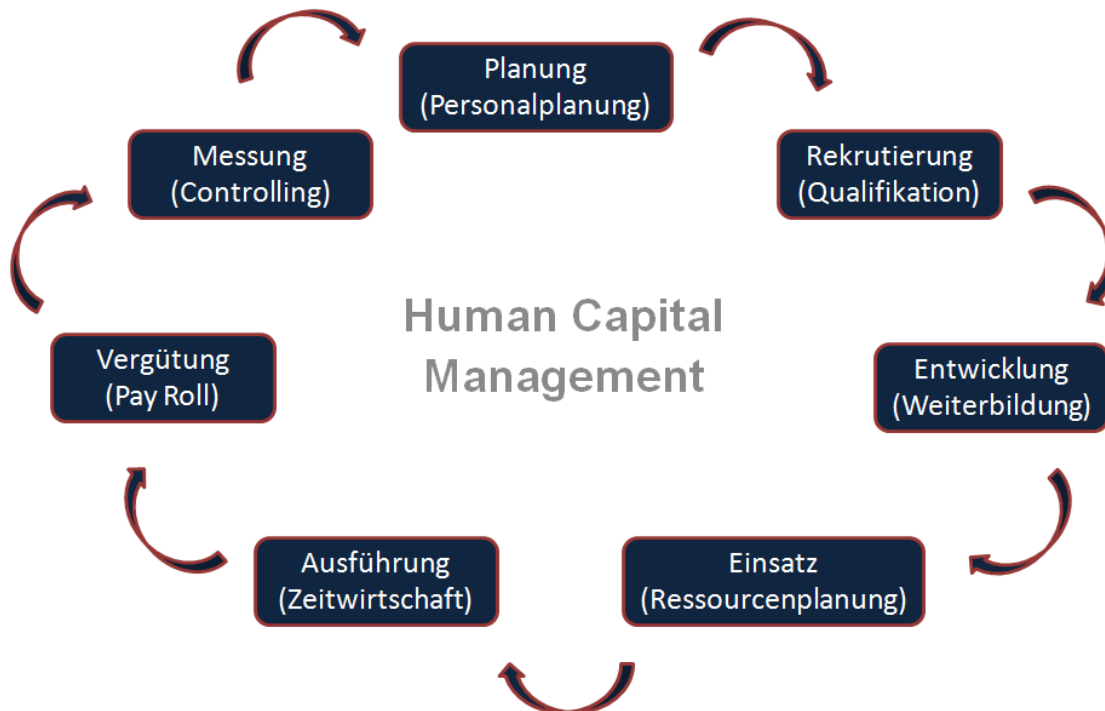 Planung
(Personalplanung)
Rekrutierung
(Qualifikation)
Entwicklung
(Weiterbildung)
Einsatz
(Ressourcenplanung)
Ausführung
(Zeitwirtschaft)
Vergütung
(Pay Roll)
Messung
(Controlling)
Human Capital
Management